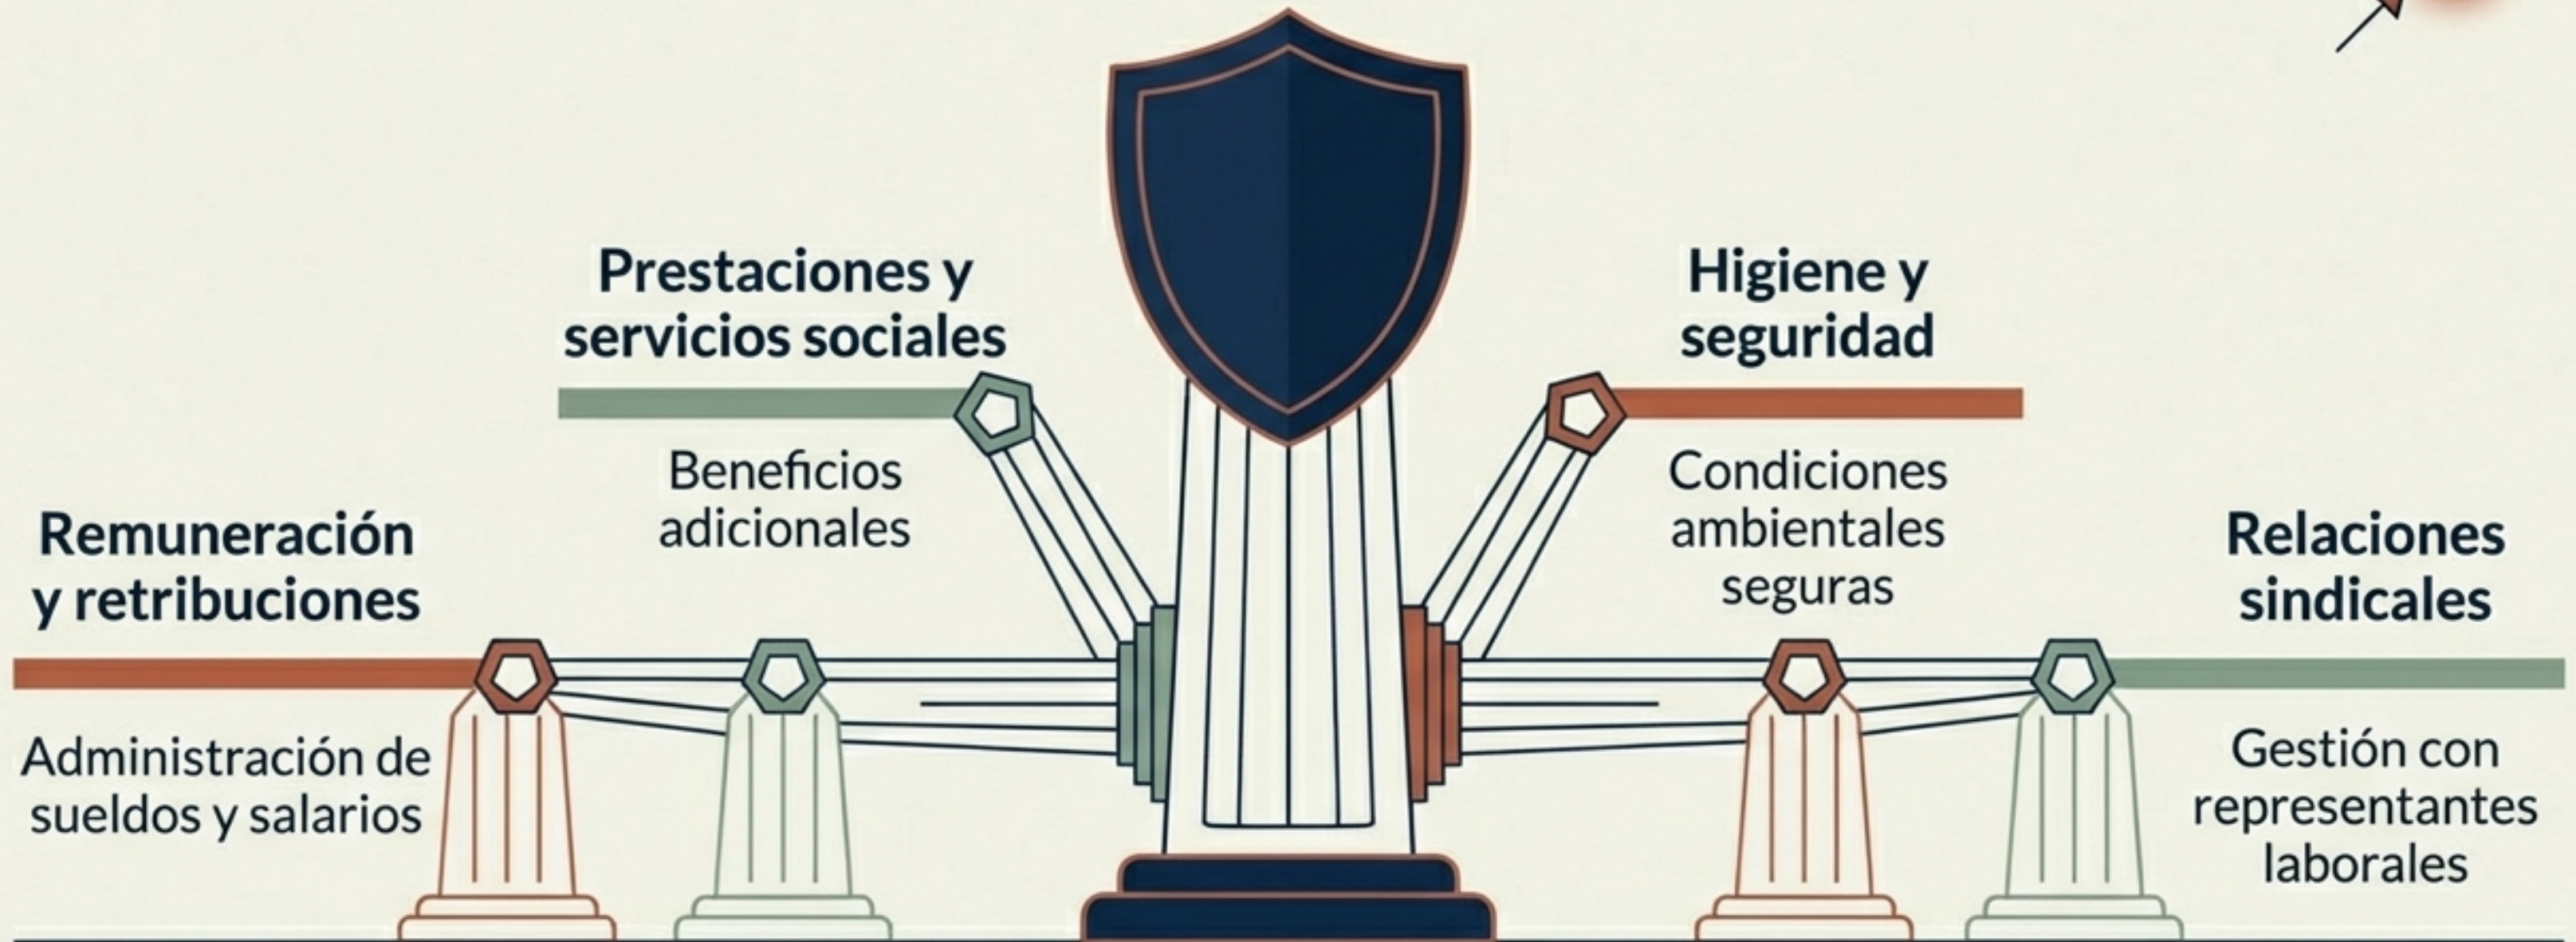 Prestaciones y
servicios sociales
Beneficios
adicionales
Higiene y
seguridad
Condiciones
ambientales
seguras
Remuneración
y retribuciones
Administración de
sueldos y salarios
Relaciones
sindicales
Gestión con
representantes
laborales